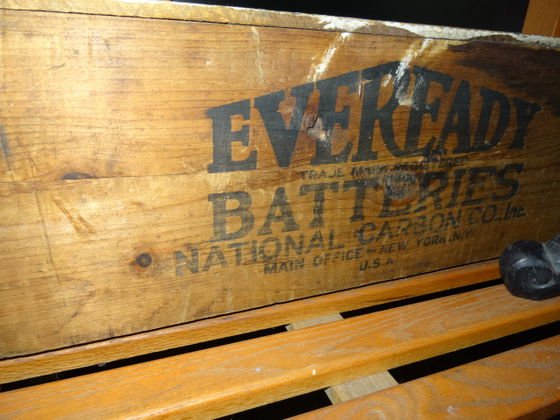 EVEREADY
TRADE MARK REGISTERED
BATTERIES
NATIONAL CARBON CO., Inc
MAIN OFFICE - NEW YORK, N.Y.
U.S.A.